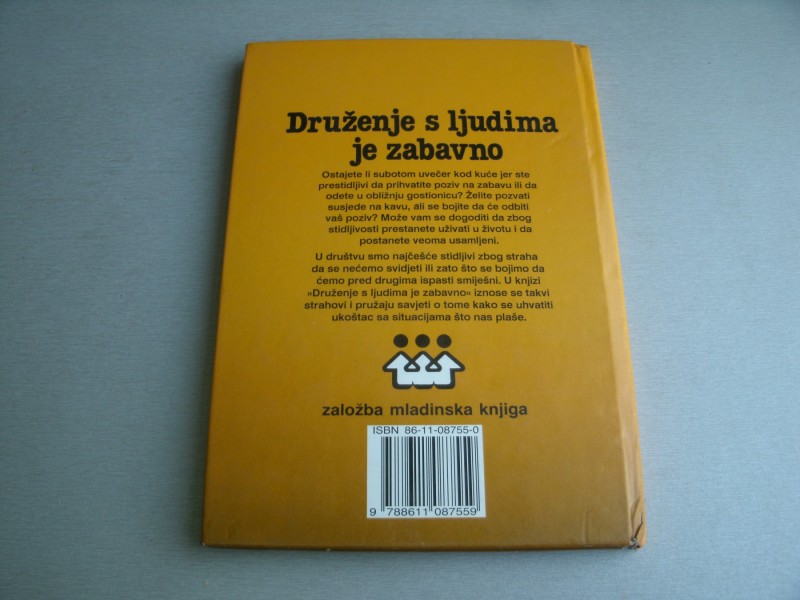 Druženje s ljudima
je zabavno
Ostajete li subotom uvečer kod kuće jer ste
prestidljivi da prihvatite poziv na zabavu ili da
odete u obližnju gostionicu? Želite pozvati
susjede na kavu, ali se bojite da će odbiti
vaš poziv? Može vam se dogoditi da zbog
stidljivosti prestanete uživati u životu i da
postanete veoma usamljeni.
U društvu smo najčešće stidljivi zbog straha
da se nećemo svidjeti ili zato što se bojimo da
ćemo pred drugima ispasti smiješni. U knjizi
»Druženje s ljudima je zabavno« iznose se takvi
strahovi i pružaju savjeti o tome kako se uhvatiti
ukoštac sa situacijama što nas plaše.
založba mladinska knjiga
ISBN 86-11-08755-0
9 788611 087559